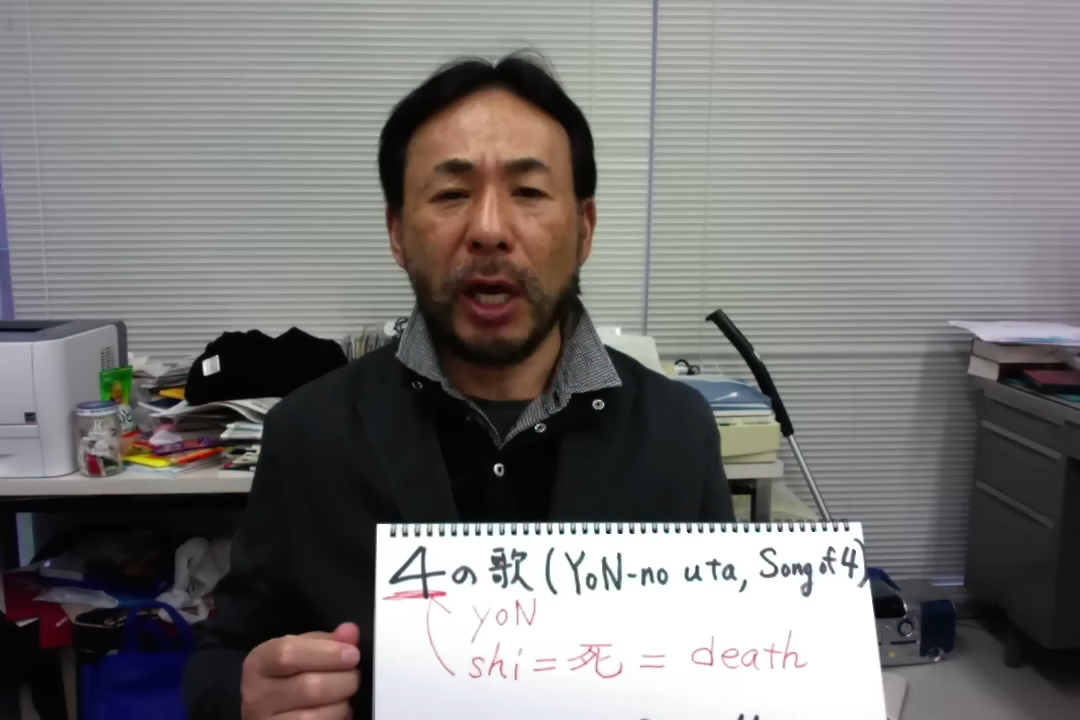 4の歌(YoN-no uta, Song of 4)
yoN
shi=死= death